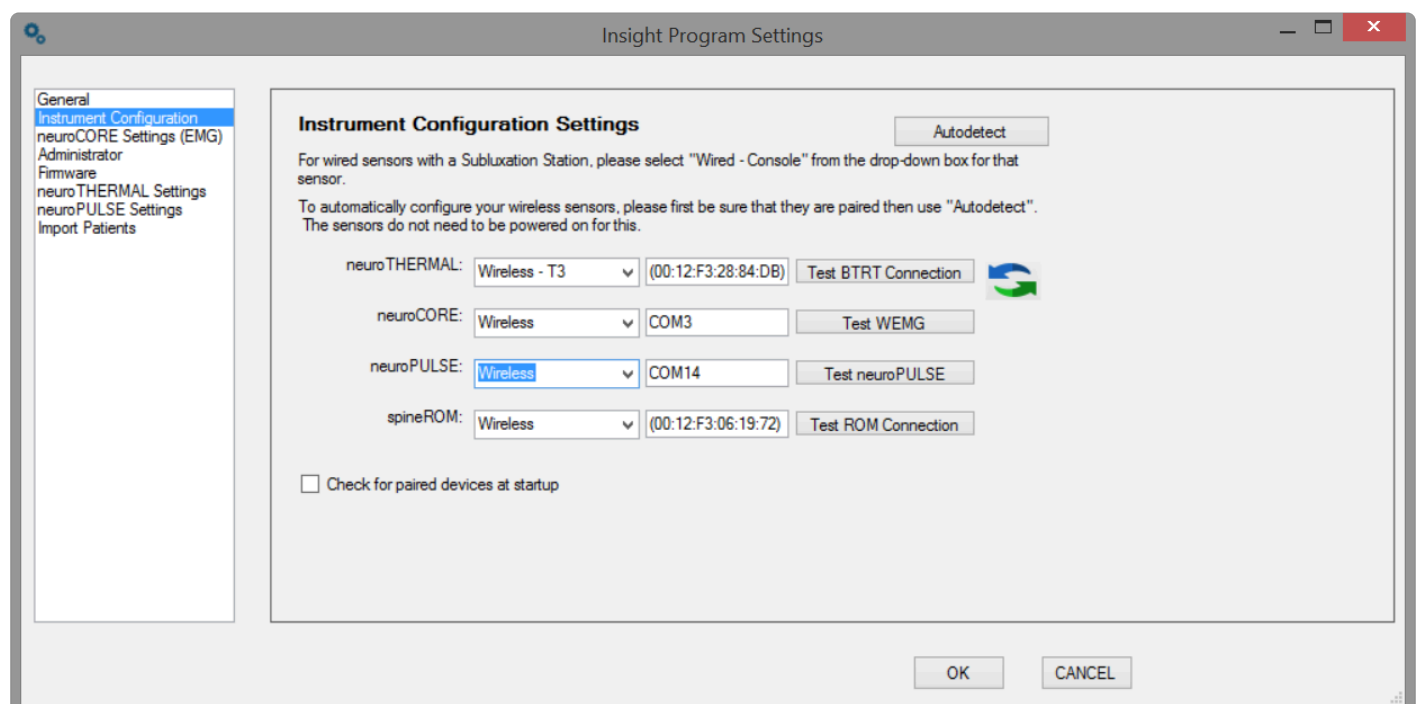 Insight Program Settings
General
Instrument Configuration
neuroCORE Settings (EMG)
Administrator
Firmware
neuroTHERMAL Settings
neuroPULSE Settings
Import Patients
Instrument Configuration Settings
Autodetect
For wired sensors with a Subluxation Station, please select "Wired - Console" from the drop-down box for that
sensor.
To automatically configure your wireless sensors, please first be sure that they are paired then use "Autodetect".
The sensors do not need to be powered on for this.
neuroTHERMAL: Wireless - T3 (00:12:F3:28:84:DB) Test BTRT Connection
neuroCORE: Wireless COM3 Test WEMG
neuroPULSE: Wireless COM14 Test neuroPULSE
spineROM: Wireless (00:12:F3:06:19:72) Test ROM Connection
Check for paired devices at startup
OK CANCEL